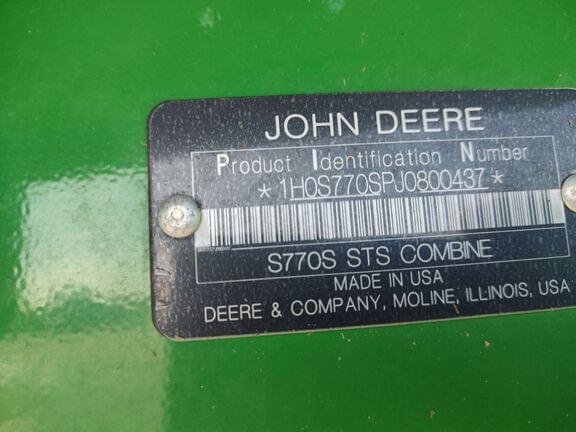 JOHN DEERE
Product Identification Number
*1H0S770SPJ0800437*
S770S STS COMBINE
MADE IN USA
DEERE & COMPANY, MOLINE, ILLINOIS, USA